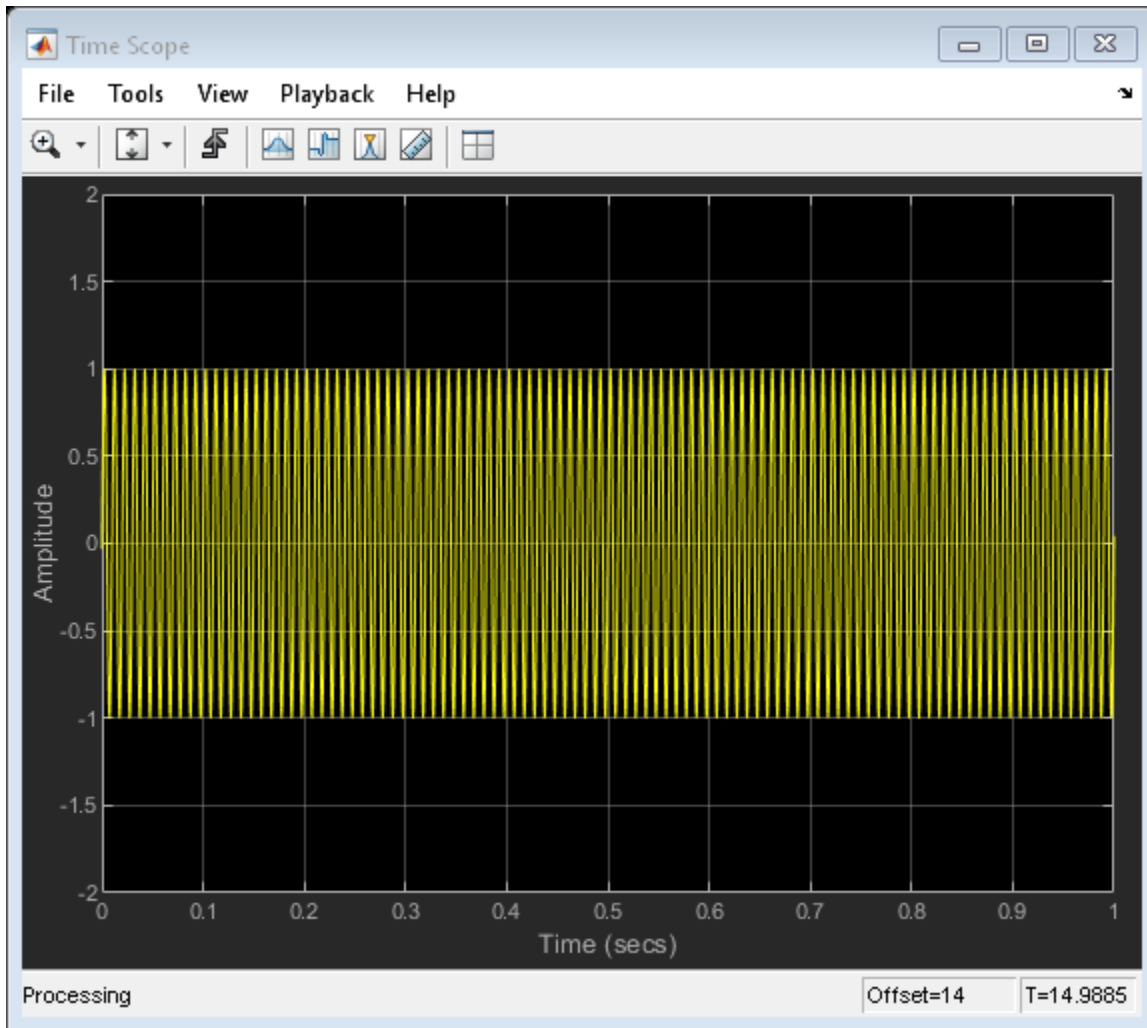 Time Scope
File Tools View Playback Help
2
1.5
1
0.5
0
-0.5
-1
-1.5
-2
Amplitude
0 0.1 0.2 0.3 0.4 0.5 0.6 0.7 0.8 0.9 1
Time (secs)
Processing Offset=14 T=14.9885